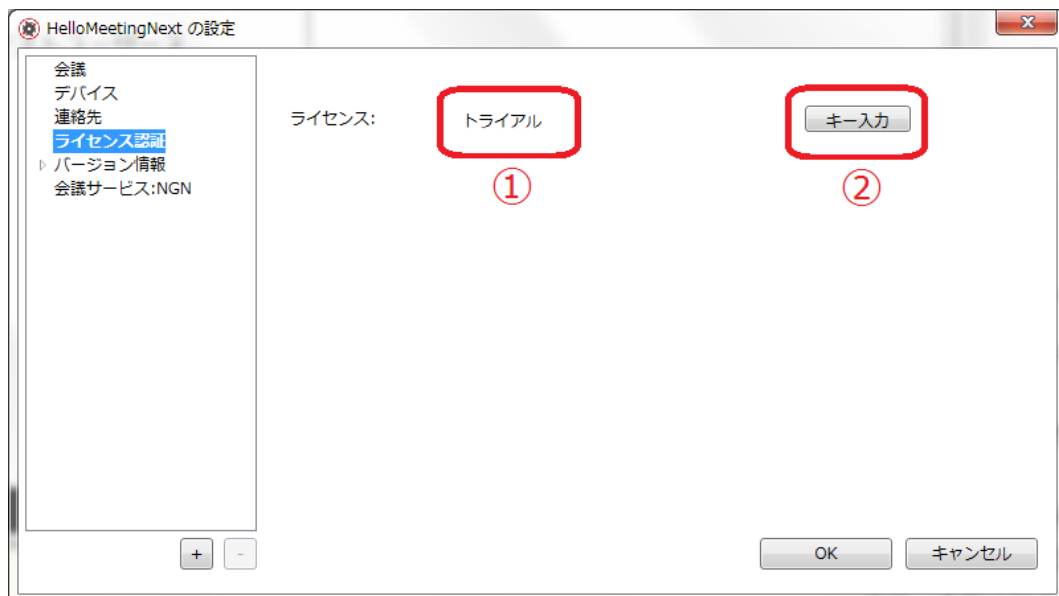 HelloMeetingNext の設定
会議
デバイス
連絡先
ライセンス認証
バージョン情報
会議サービス:NGN
ライセンス:
トライアル
キー入力
①
②
+
-
OK
キャンセル